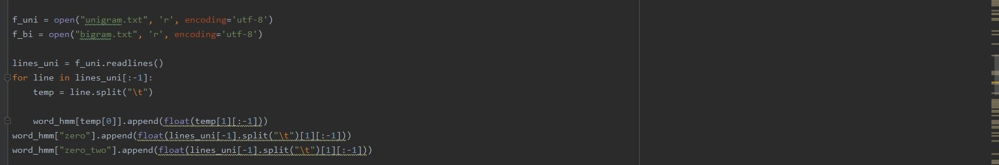 f_uni = open("unigram.txt", 'r', encoding='utf-8')
f_bi = open("bigram.txt", 'r', encoding='utf-8')
lines_uni = f_uni.readlines()
for line in lines_uni[:-1]:
    temp = line.split("\t")
    word_hmm[temp[0]].append(float(temp[1][:-1]))
word_hmm["zero"].append(float(lines_uni[-1].split("\t")[1][:-1]))
word_hmm["zero_two"].append(float(lines_uni[-1].split("\t")[1][:-1]))